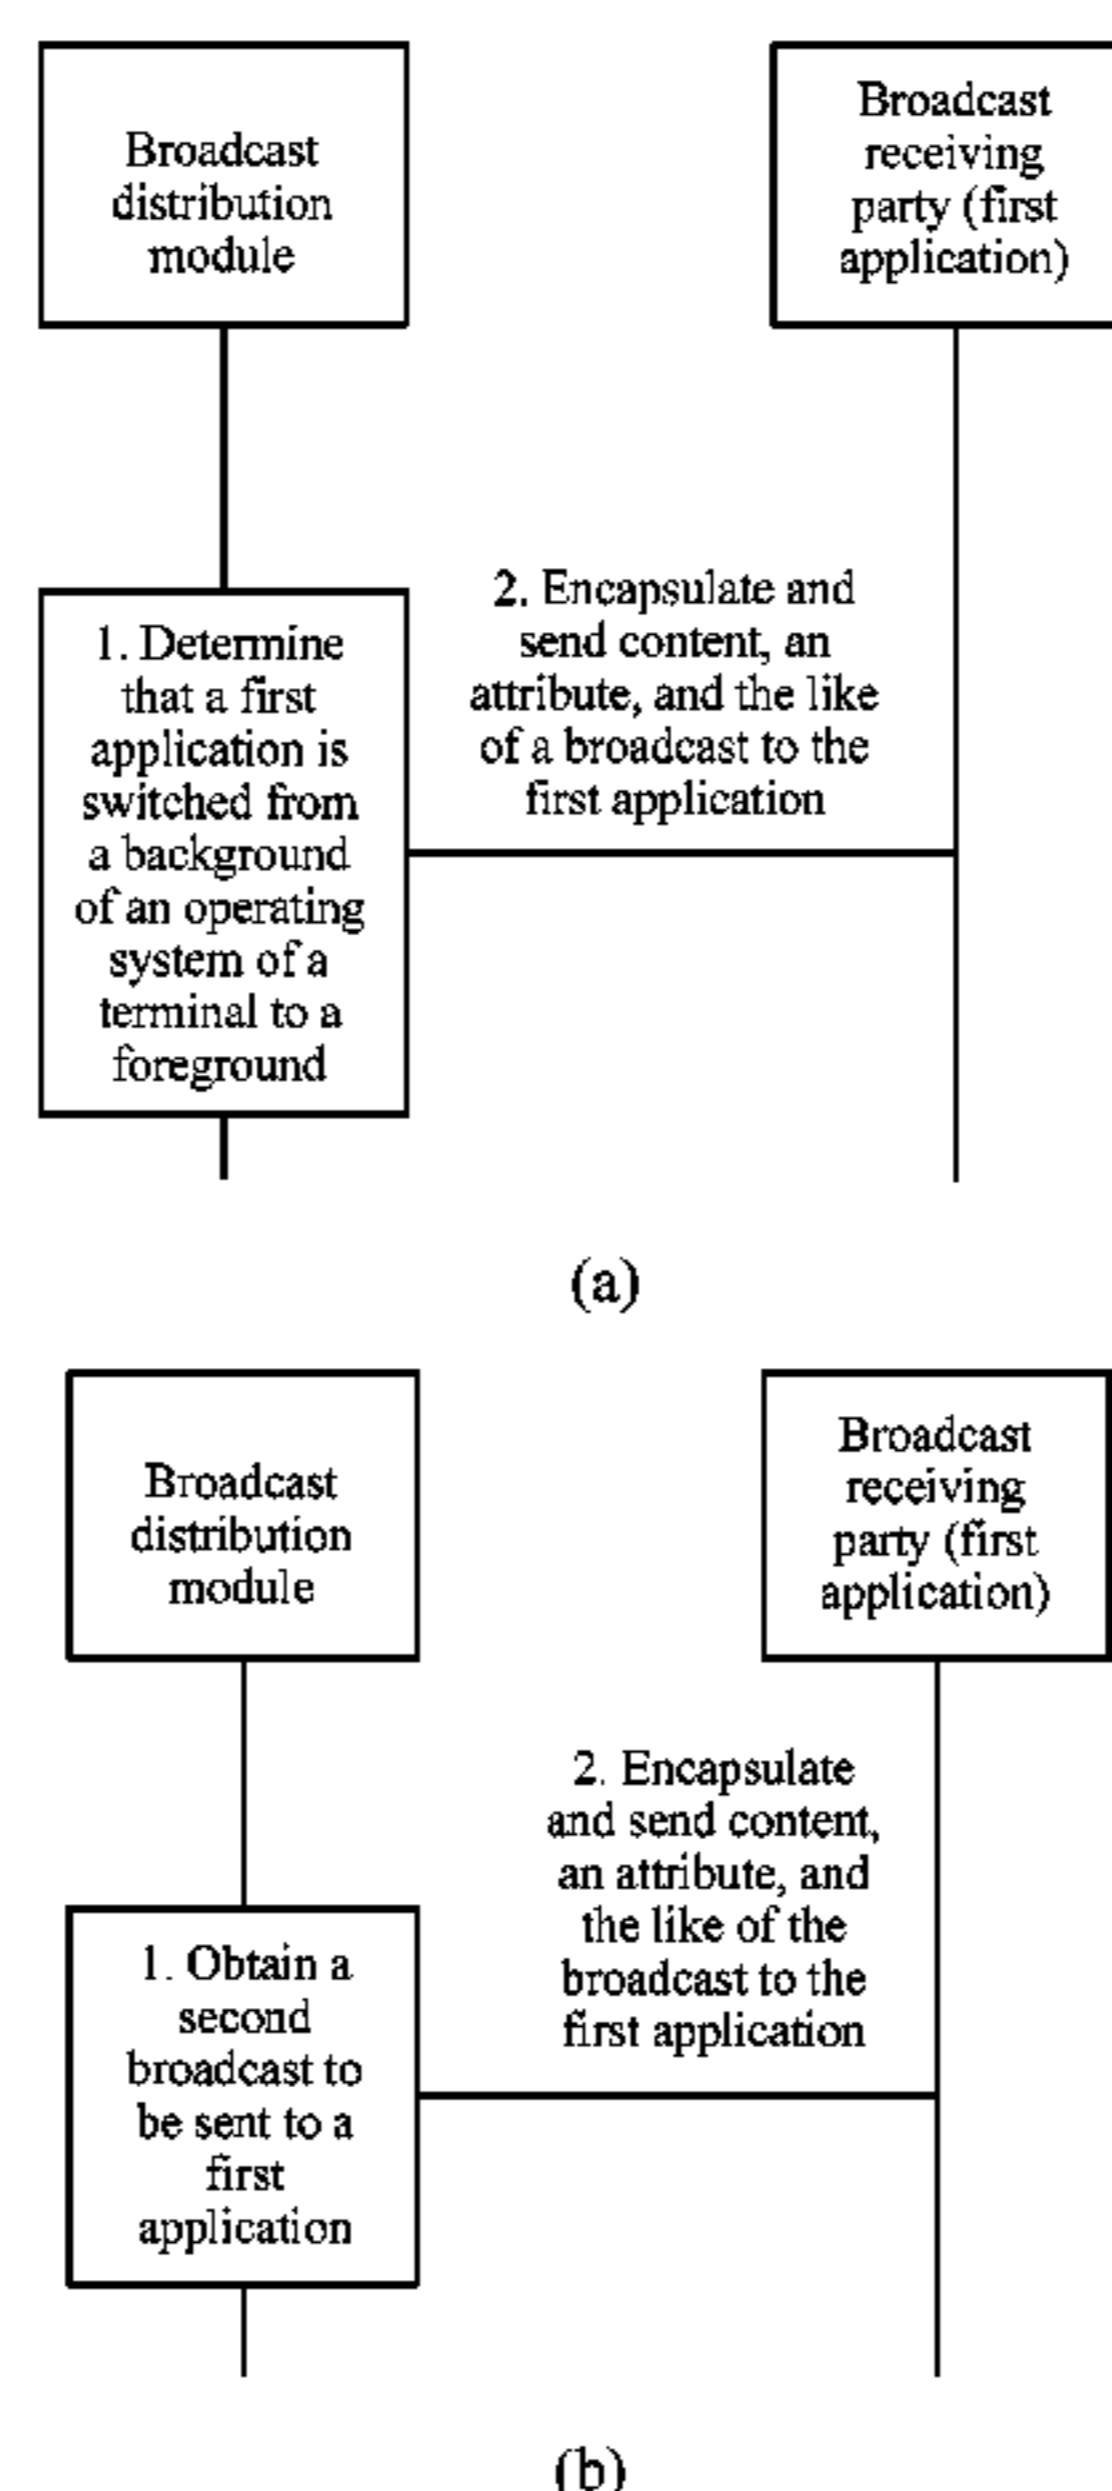 Broadcast
distribution
module
Broadcast
receiving
party (first
application)
1. Determine
that a first
application is
switched from
a background
of an operating
system of a
terminal to a
foreground
2. Encapsulate and
send content, an
attribute, and the like
of a broadcast to the
first application
(a)
Broadcast
distribution
module
Broadcast
receiving
party (first
application)
1. Obtain a
second
broadcast to
be sent to a
first
application
2. Encapsulate
and send content,
an attribute, and
the like of the
broadcast to the
first application
(b)